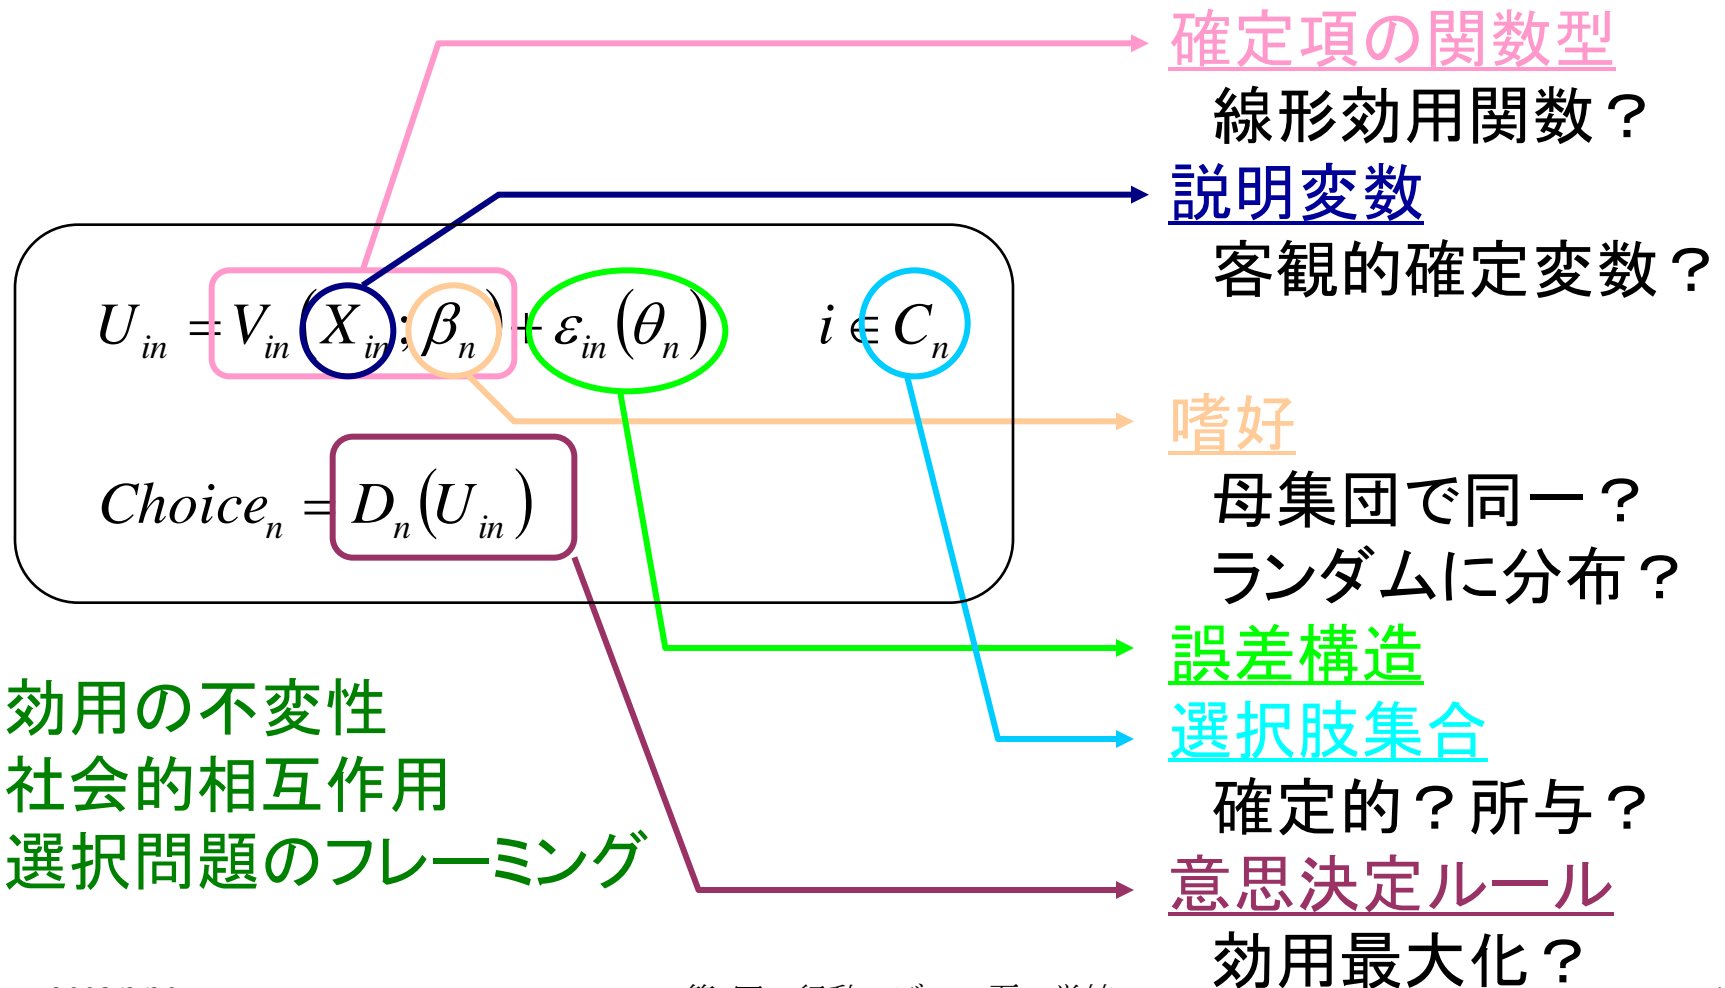 確定項の関数型
線形効用関数？
説明変数
客観的確定変数？
U_in = V_in (X_in ; β_n) + ε_in (θ_n)   i ∈ C_n
嗜好
Choice_n = D_n (U_in)
母集団で同一？
ランダムに分布？
誤差構造
効用の不変性
選択肢集合
社会的相互作用
確定的？所与？
選択問題のフレーミング
意思決定ルール
効用最大化？